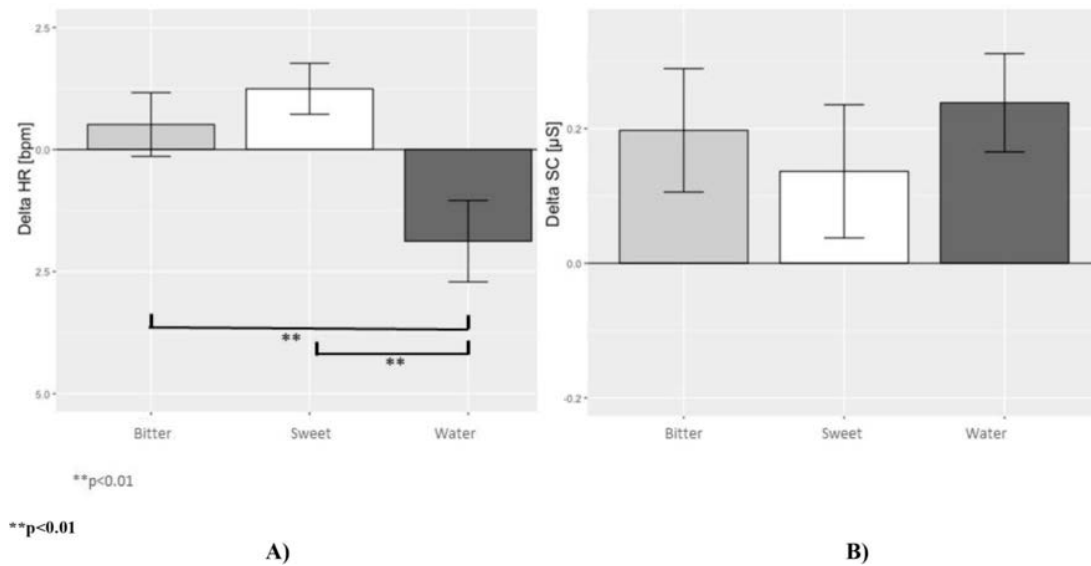 2.5
0.0
2.5
5.0
Delta HR [bpm]
**
**
Bitter Sweet Water
**p<0.01
0.2
0.0
-0.2
Delta SC [µS]
Bitter Sweet Water
**p<0.01
A) B)